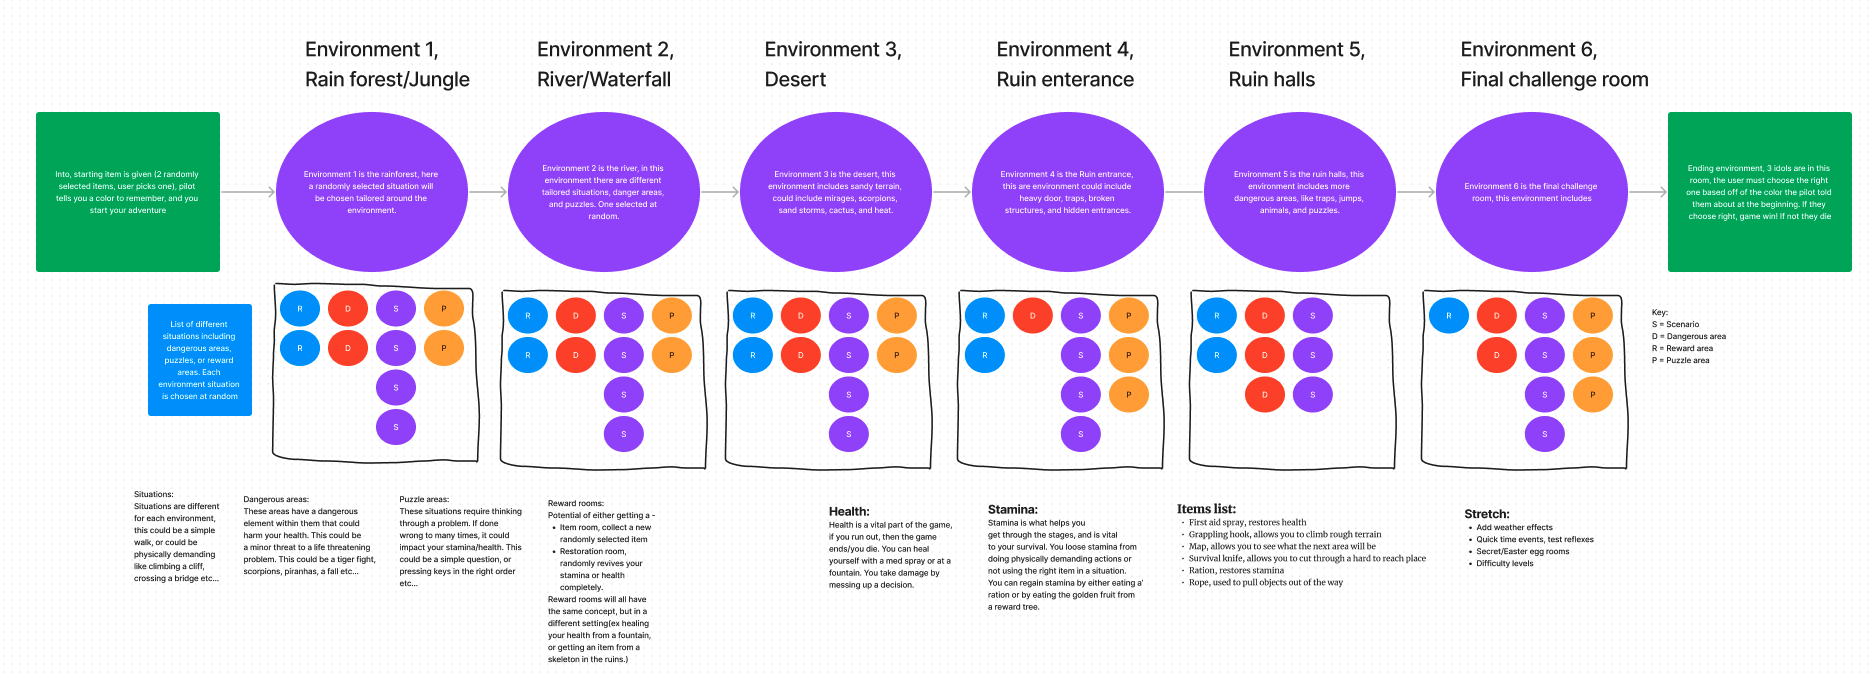 Environment 1,
Rain forest/Jungle
Environment 2,
River/Waterfall
Environment 3,
Desert
Environment 4,
Ruin enterance
Environment 5,
Ruin halls
Environment 6,
Final challenge room
Into, starting item is given (2 randomly
selected items, user picks one), pilot
tells you a color to remember, and you
start your adventure
Environment 1 is the rainforest, here
a randomly selected situation will
be chosen tailored around the
environment.
Environment 2 is the river, in this
environment there are different
tailored situations, danger areas,
and puzzles. One selected at
random.
Environment 3 is the desert, this
environment includes sandy terrain,
could include mirages, scorpions,
sand storms, cactus, and heat.
Environment 4 is the Ruin entrance,
this are environment could include
heavy door, traps, broken
structures, and hidden entrances.
Environment 5 is the ruin halls, this
environment includes more
dangerous areas, like traps, jumps,
animals, and puzzles.
Environment 6 is the final challenge
room, this environment includes
Ending environment, 3 idols are in this
room, the user must choose the right
one based off of the color the pilot told
them about at the beginning. If they
choose right, game win! If not they die
List of different
situations including
dangerous areas,
puzzles, or reward
areas. Each
environment situation
is chosen at random
R D S P
R D S P
S
S
R D S P
R D S P
S
S
R D S P
R D S P
S
S
R D S P
R S P
S P
S
R D S
R D S
D S
R D S P
D S P
S P
S
Key:
S = Scenario
D = Dangerous area
R = Reward area
P = Puzzle area
Situations:
Situations are different
for each environment,
this could be a simple
walk, or could be
physically demanding
like climbing a cliff,
crossing a bridge etc...
Dangerous areas:
These areas have a dangerous
element within them that could
harm your health. This could be
a minor threat to a life threatening
problem. This could be a tiger fight,
scorpions, piranhas, a fall etc...
Puzzle areas:
These situations require thinking
through a problem. If done
wrong to many times, it could
impact your stamina/health. This
could be a simple question, or
pressing keys in the right order
etc...
Reward rooms:
Potential of either getting a -
• Item room, collect a new
randomly selected item
• Restoration room,
randomly revives your
stamina or health
completely.
Reward rooms will all have
the same concept, but in a
different setting(ex healing
your health from a fountain,
or getting an item from a
skeleton in the ruins.)
Health:
Health is a vital part of the game,
if you run out, then the game
ends/you die. You can heal
yourself with a med spray or at a
fountain. You take damage by
messing up a decision.
Stamina:
Stamina is what helps you
get through the stages, and is vital
to your survival. You loose stamina from
doing physically demanding actions or
not using the right item in a situation.
You can regain stamina by either eating a'
ration or by eating the golden fruit from
a reward tree.
Items list:
- First aid spray, restores health
- Grappling hook, allows you to climb rough terrain
- Map, allows you to see what the next area will be
- Survival knife, allows you to cut through a hard to reach place
- Ration, restores stamina
- Rope, used to pull objects out of the way
Stretch:
• Add weather effects
• Quick time events, test reflexes
• Secret/Easter egg rooms
• Difficulty levels